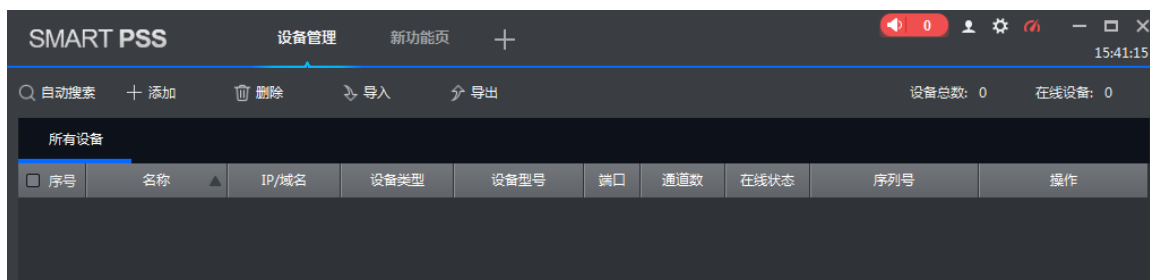 SMART PSS 设备管理 新功能页 0
15:41:15
自动搜索 添加 删除 导入 导出 设备总数: 0 在线设备: 0
所有设备
序号 名称 IP/域名 设备类型 设备型号 端口 通道数 在线状态 序列号 操作